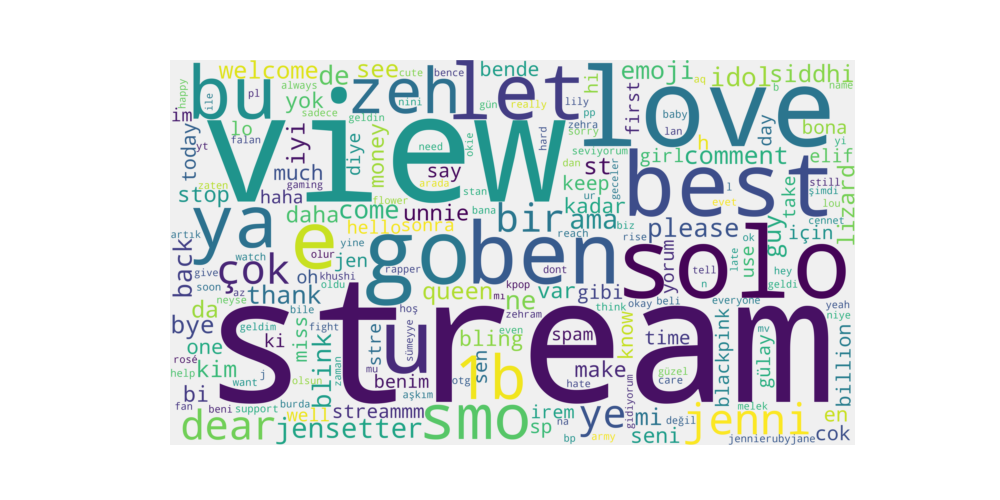 view
stream
love
best
solo
go
ben
let
bu
zeh
ya
e
u
1b
smo
jenni
ye
çok
bir
ama
dear
jensetter
idol
siddhi
welcome
de
see
bende
emoji
hi
first
cute
bence
pl
always
happy
ile
nini
gün
really
lily
pp
baby
aq
b
name
im
yok
sadece
geldin
need
okie
hard
zehra
sorry
lan
day
bona
yi
today
lo
yt
falan
iyi
diye
money
say
seviyorum
h
girl
comment
elif
much
zaten
gaming
arada
stan
dan
st
keep
ur
geceler
l
still
şimdi
stop
haha
flower
bana
kadar
evet
take
lou
lizard
daha
come
unnie
biz
please
guy
cennet
için
artık
hello
sonra
reach
rise
yorum
use
ok
late
back
watch
yine
olur
oh
jen
khushi
rapper
kpop
dont
tell
hey
geldi
give
soon
az
oldu
thank
queen
mi
ne
var
gibi
okay
beli
think
n
everyone
yeah
niye
da
neyse
bile
hoş
zehram
bye
geldim
fight
stre
sümeyye
bling
even
spam
know
time
blackpink
mv
billion
one
ki
miss
blink
rosé
help
kim
want
j
olsun
zaman
mu
benim
aşkım
otg
sen
make
hate
güzel
care
gülay
bi
fan
beni
support
burda
well
streammm
sp
irem
na
bp
army
gidiyorum
mi
değil
seni
melek
jennierubyjane
en
cok